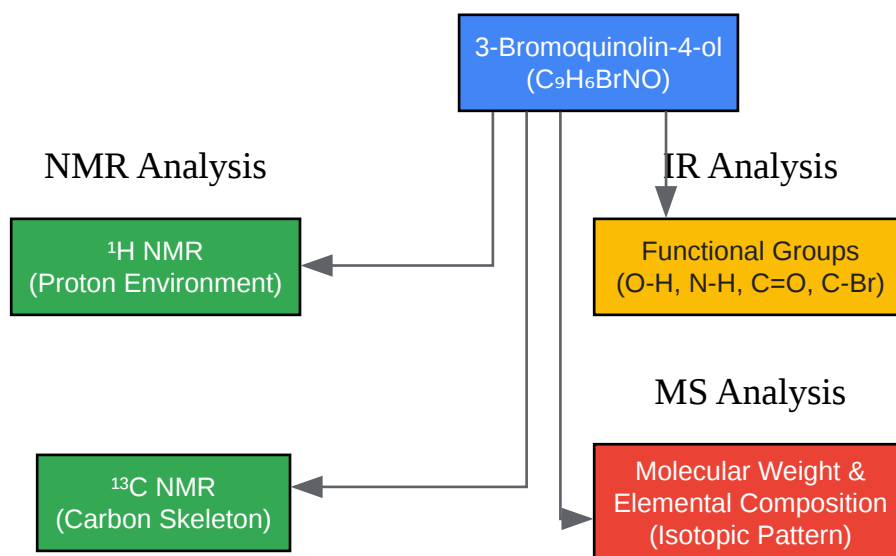 3-Bromoquinolin-4-ol
(C₉H₆BrNO)
NMR Analysis
IR Analysis
¹H NMR
(Proton Environment)
Functional Groups
(O-H, N-H, C=O, C-Br)
MS Analysis
¹³C NMR
(Carbon Skeleton)
Molecular Weight &
Elemental Composition
(Isotopic Pattern)